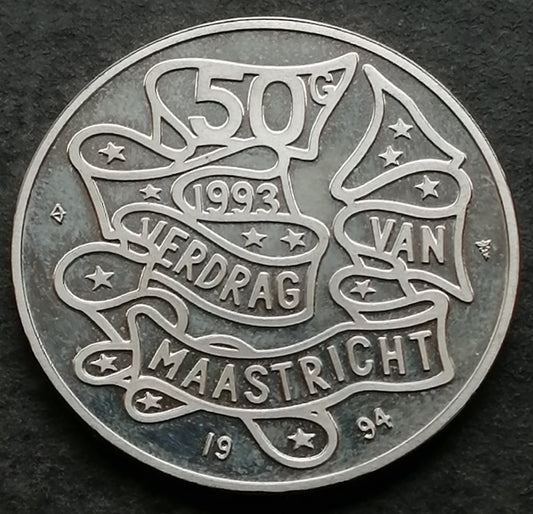 50G
1993
VERDRAG VAN
MAASTRICHT
19 94